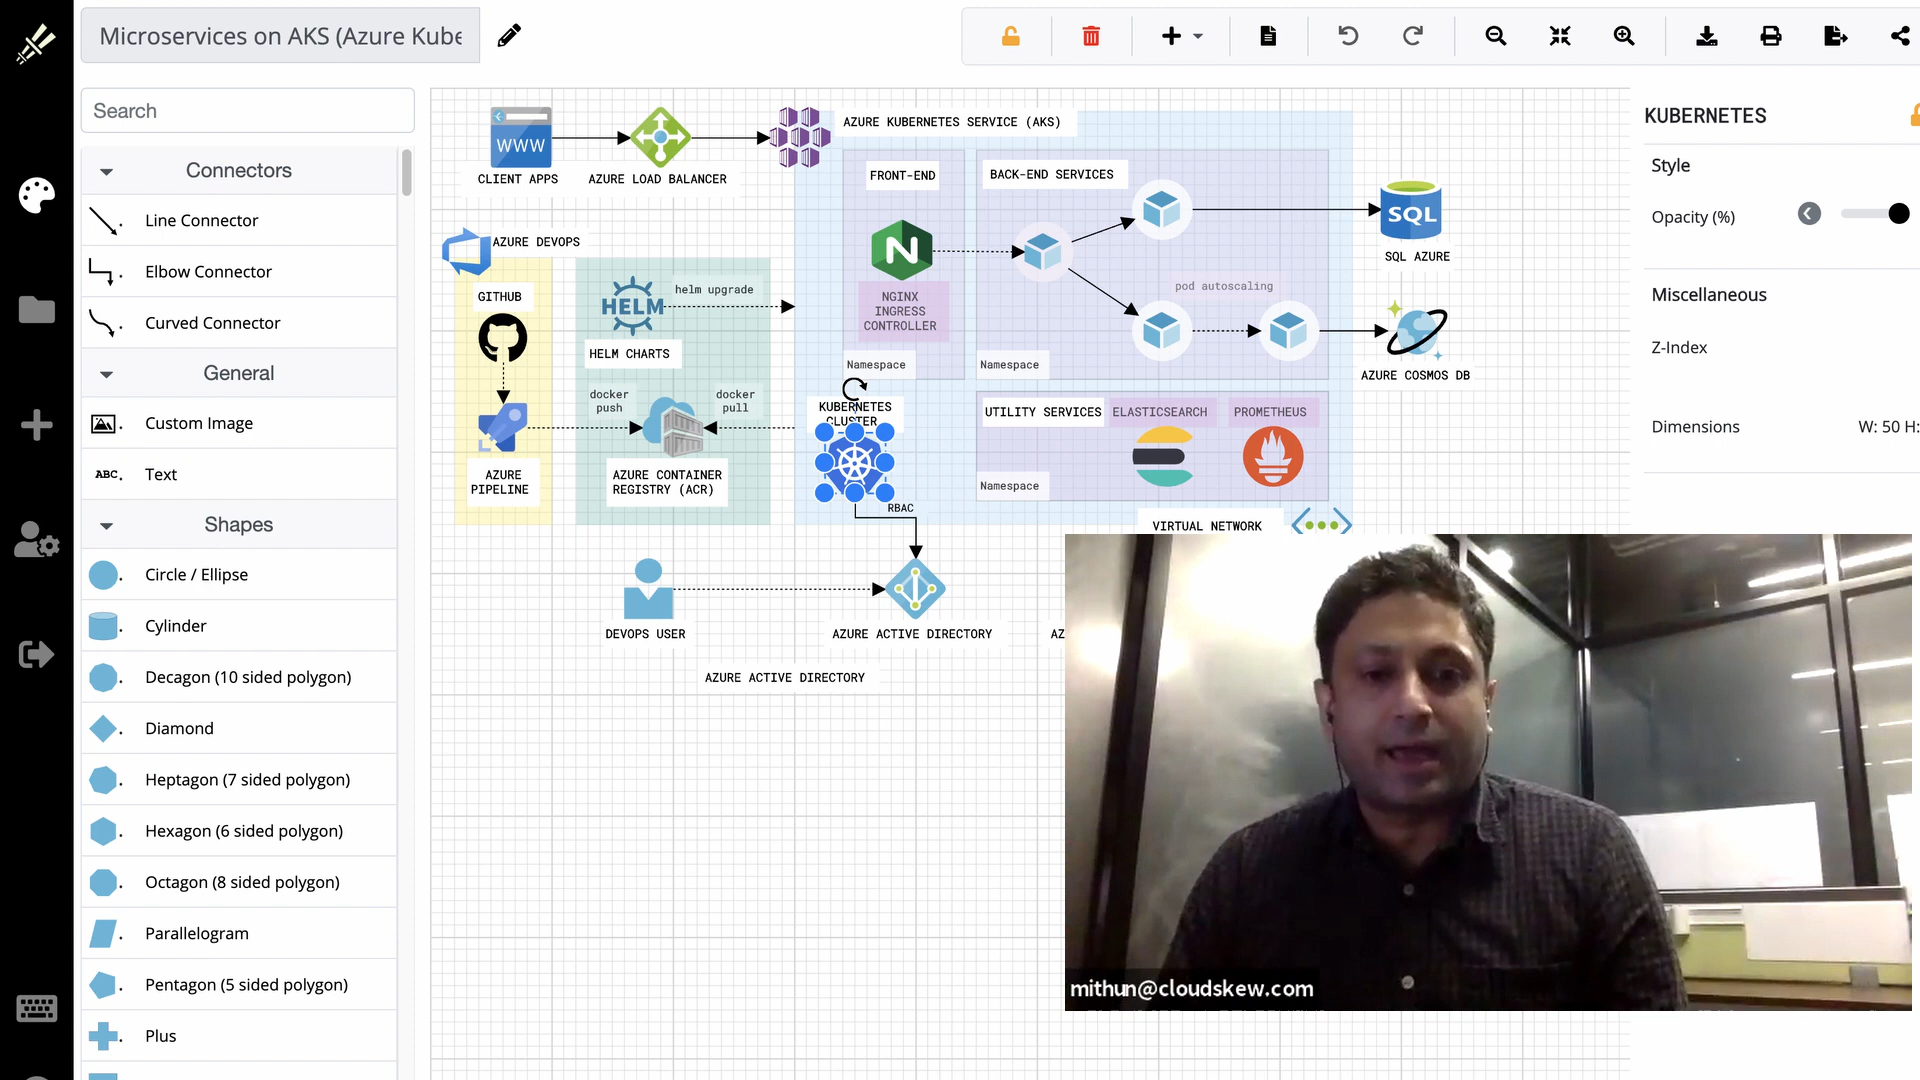 Microservices on AKS (Azure Kube
Search
Connectors
Line Connector
Elbow Connector
Curved Connector
General
Custom Image
ABC.
Text
Shapes
Circle / Ellipse
Cylinder
Decagon (10 sided polygon)
Diamond
Heptagon (7 sided polygon)
Hexagon (6 sided polygon)
Octagon (8 sided polygon)
Parallelogram
Pentagon (5 sided polygon)
Plus
WWW
CLIENT APPS
AZURE LOAD BALANCER
AZURE KUBERNETES SERVICE (AKS)
FRONT-END
BACK-END SERVICES
SQL
SQL AZURE
AZURE DEVOPS
GITHUB
HELM
helm upgrade
HELM CHARTS
N
NGINX
INGRESS
CONTROLLER
pod autoscaling
Namespace
Namespace
AZURE COSMOS DB
docker
push
docker
pull
KUBERNETES
CLUSTER
UTILITY SERVICES
ELASTICSEARCH
PROMETHEUS
AZURE
PIPELINE
AZURE CONTAINER
REGISTRY (ACR)
Namespace
RBAC
VIRTUAL NETWORK
DEVOPS USER
AZURE ACTIVE DIRECTORY
AZ
AZURE ACTIVE DIRECTORY
KUBERNETES
Style
Opacity (%)
Miscellaneous
Z-Index
Dimensions
W: 50 H:
mithun@cloudskew.com